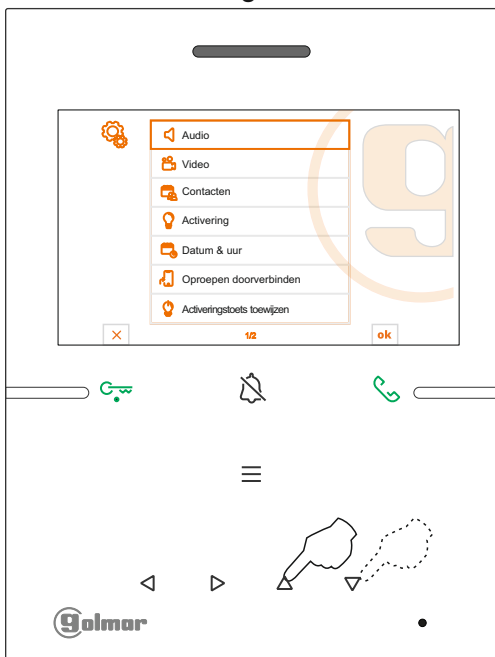 Audio
Video
Contacten
Activering
Datum & uur
Oproepen doorverbinden
Activeringstoets toewijzen
1/2
ok
golmar